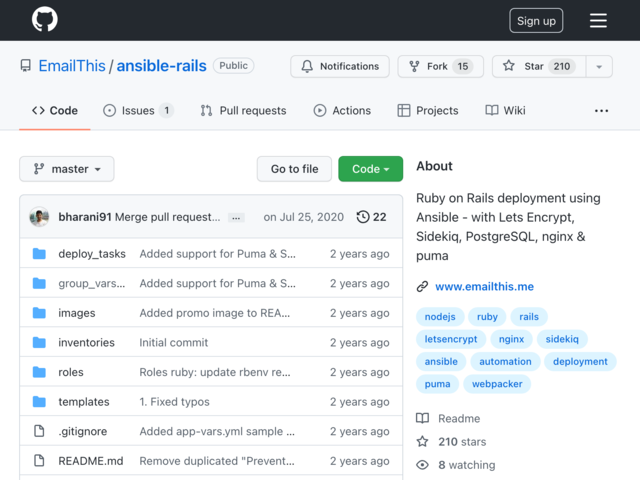 Sign up
EmailThis / ansible-rails Public
Notifications Fork 15 Star 210
Code Issues 1 Pull requests Actions Projects Wiki ...
master Go to file Code
bharani91 Merge pull request... ... on Jul 25, 2020 22
deploy_tasks Added support for Puma & S... 2 years ago
group_vars... Added support for Puma & S... 2 years ago
images Added promo image to REA... 2 years ago
inventories Initial commit 2 years ago
roles Roles ruby: update rbenv re... 2 years ago
templates 1. Fixed typos 2 years ago
.gitignore Added app-vars.yml sample ... 2 years ago
README.md Remove duplicated "Prevent... 2 years ago
About
Ruby on Rails deployment using
Ansible - with Lets Encrypt,
Sidekiq, PostgreSQL, nginx &
puma
www.emailthis.me
nodejs ruby rails
letsencrypt nginx sidekiq
ansible automation deployment
puma webpacker
Readme
210 stars
8 watching